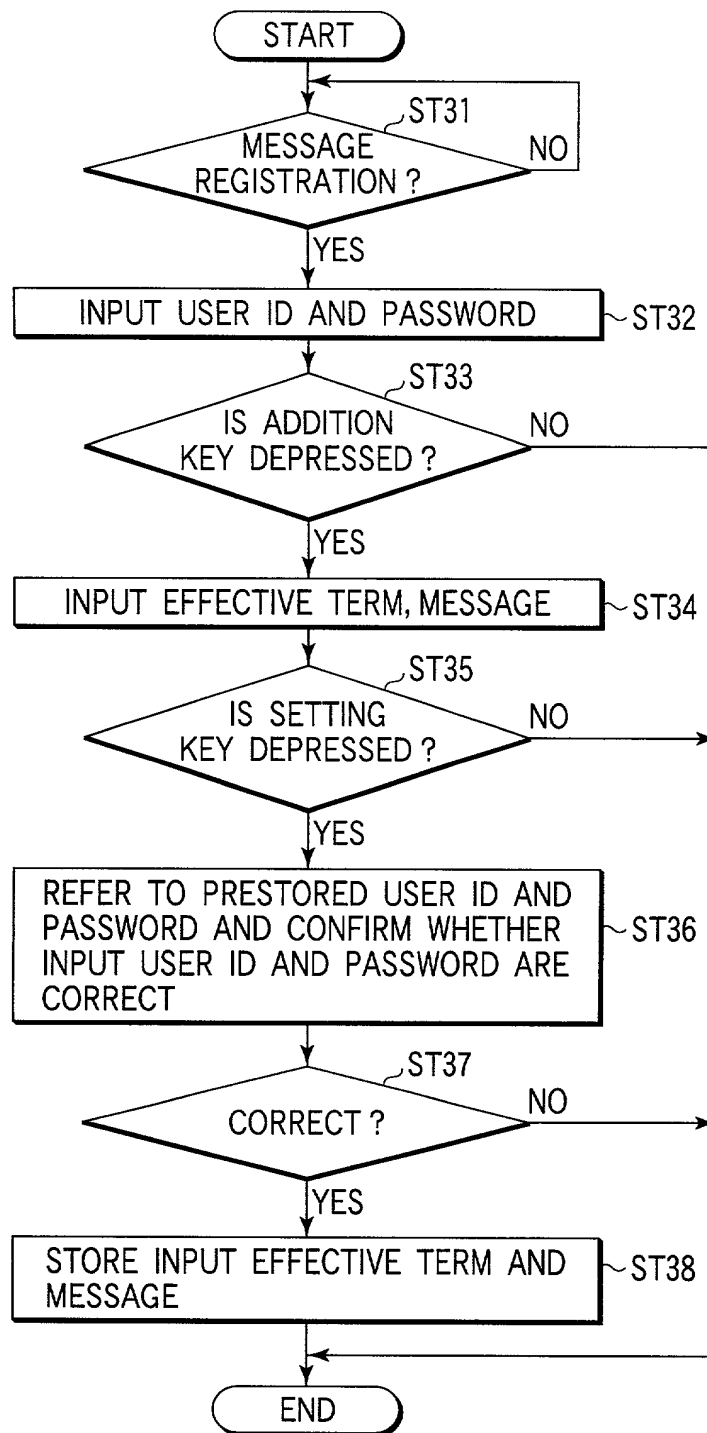 START
ST31
MESSAGE
REGISTRATION ?
NO
YES
INPUT USER ID AND PASSWORD
ST32
ST33
IS ADDITION
KEY DEPRESSED ?
NO
YES
INPUT EFFECTIVE TERM, MESSAGE
ST34
ST35
IS SETTING
KEY DEPRESSED ?
NO
YES
REFER TO PRESTORED USER ID AND
PASSWORD AND CONFIRM WHETHER
INPUT USER ID AND PASSWORD ARE
CORRECT
ST36
ST37
CORRECT ?
NO
YES
STORE INPUT EFFECTIVE TERM AND
MESSAGE
ST38
END